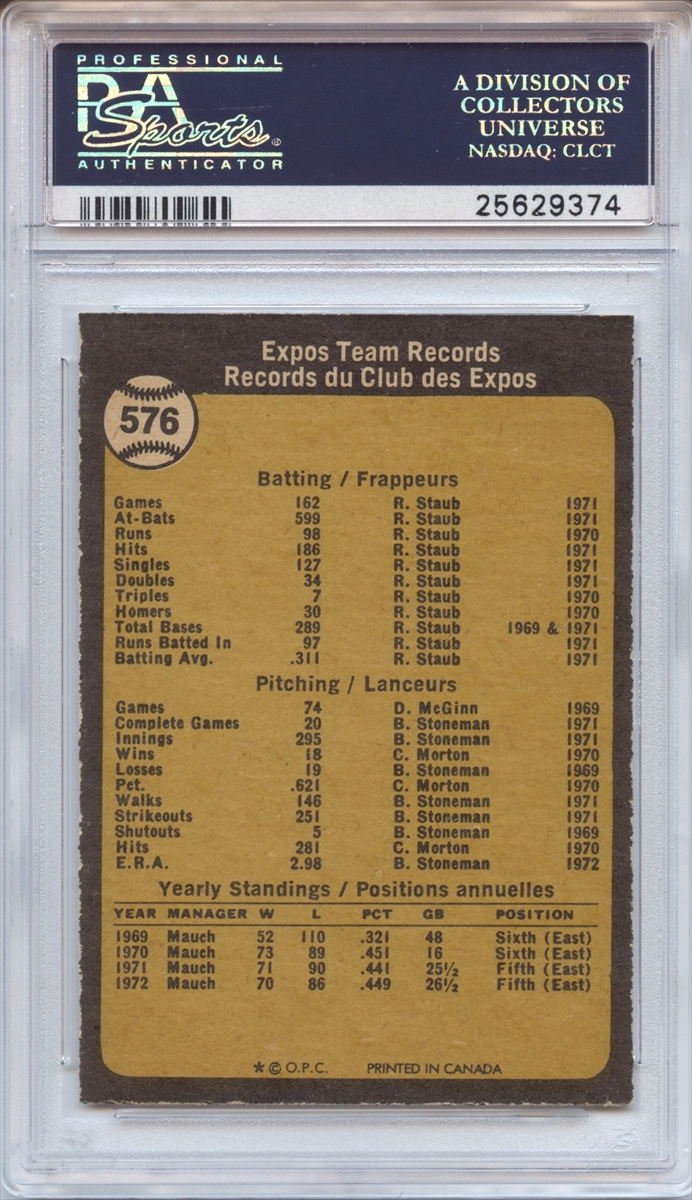 PROFESSIONAL
PSA
Sports
AUTHENTICATOR
A DIVISION OF
COLLECTORS
UNIVERSE
NASDAQ: CLCT
25629374
Expos Team Records
Records du Club des Expos
576
Batting / Frappeurs
Games 162 R. Staub 1971
At-Bats 599 R. Staub 1971
Runs 98 R. Staub 1970
Hits 186 R. Staub 1971
Singles 127 R. Staub 1971
Doubles 34 R. Staub 1971
Triples 7 R. Staub 1970
Homers 30 R. Staub 1970
Total Bases 289 R. Staub 1969 & 1971
Runs Batted In 97 R. Staub 1971
Batting Avg. .311 R. Staub 1971
Pitching / Lanceurs
Games 74 D. McGinn 1969
Complete Games 20 B. Stoneman 1971
Innings 295 B. Stoneman 1971
Wins 18 C. Morton 1970
Losses 19 B. Stoneman 1969
Pct. .621 C. Morton 1970
Walks 146 B. Stoneman 1971
Strikeouts 251 B. Stoneman 1971
Shutouts 5 B. Stoneman 1969
Hits 281 C. Morton 1970
E.R.A. 2.98 B. Stoneman 1972
Yearly Standings / Positions annuelles
YEAR MANAGER W L PCT GB POSITION
1969 Mauch 52 110 .321 48 Sixth (East)
1970 Mauch 73 89 .451 16 Sixth (East)
1971 Mauch 71 90 .441 25½ Fifth (East)
1972 Mauch 70 86 .449 26½ Fifth (East)
* © O.P.C. PRINTED IN CANADA